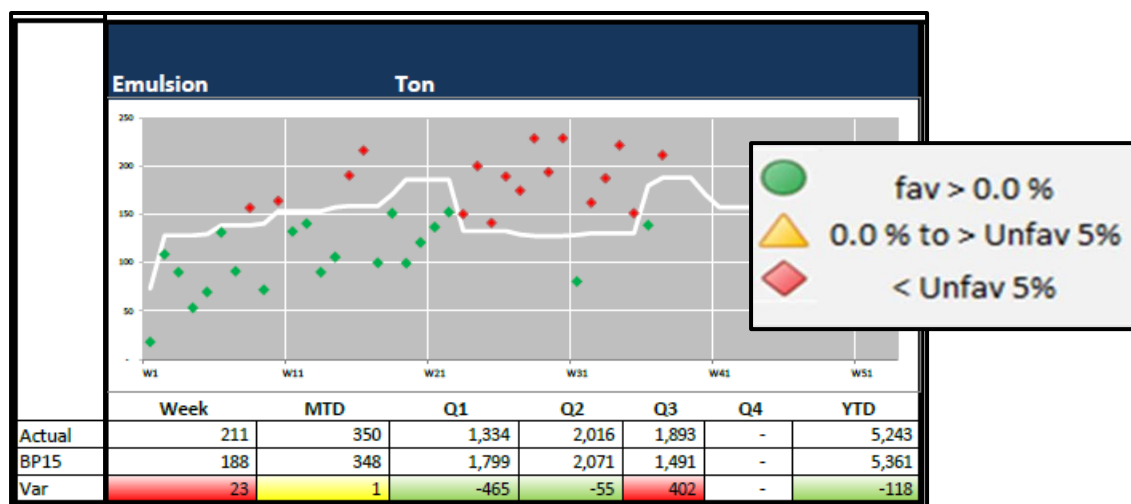 Emulsion Ton
250
200
150
100
50
-
W1 W11 W21 W31 W41 W51
fav > 0.0 %
0.0 % to > Unfav 5%
< Unfav 5%
Week MTD Q1 Q2 Q3 Q4 YTD
Actual 211 350 1,334 2,016 1,893 - 5,243
BP15 188 348 1,799 2,071 1,491 - 5,361
Var 23 1 -465 -55 402 - -118